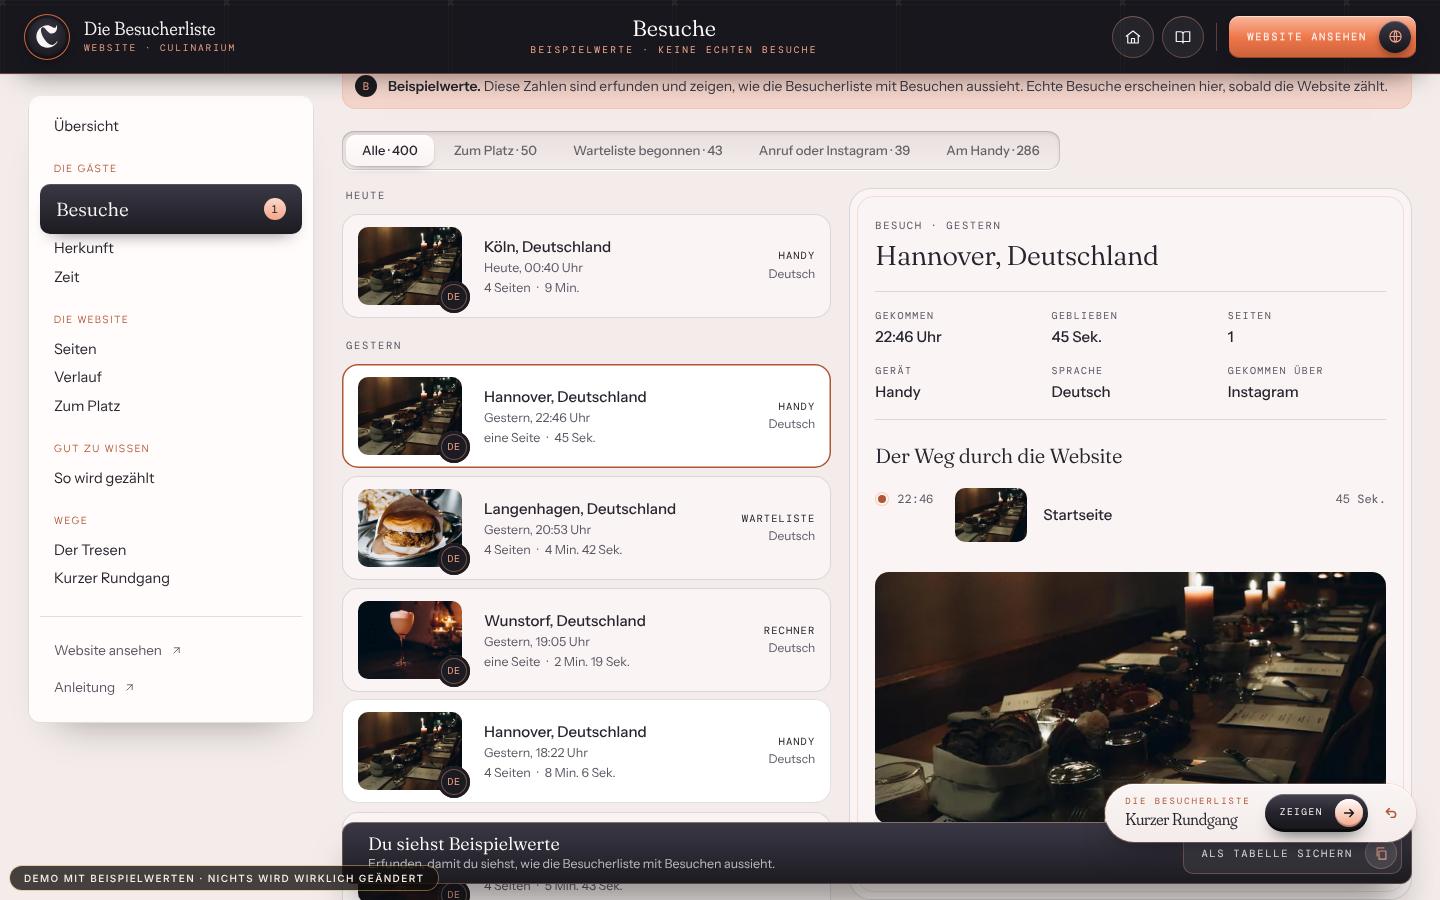 Die Besucherliste
WEBSITE · CULINARIUM
Besuche
BEISPIELWERTE · KEINE ECHTEN BESUCHE
WEBSITE ANSEHEN
Übersicht
DIE GÄSTE
Besuche
1
Herkunft
Zeit
DIE WEBSITE
Seiten
Verlauf
Zum Platz
GUT ZU WISSEN
So wird gezählt
WEGE
Der Tresen
Kurzer Rundgang
Website ansehen
Anleitung
B
Beispielwerte. Diese Zahlen sind erfunden und zeigen, wie die Besucherliste mit Besuchen aussieht. Echte Besuche erscheinen hier, sobald die Website zählt.
Alle · 400
Zum Platz · 50
Warteliste begonnen · 43
Anruf oder Instagram · 39
Am Handy · 286
HEUTE
Köln, Deutschland
Heute, 00:40 Uhr
4 Seiten · 9 Min.
DE
HANDY
Deutsch
GESTERN
Hannover, Deutschland
Gestern, 22:46 Uhr
eine Seite · 45 Sek.
DE
HANDY
Deutsch
Langenhagen, Deutschland
Gestern, 20:53 Uhr
4 Seiten · 4 Min. 42 Sek.
DE
WARTELISTE
Deutsch
Wunstorf, Deutschland
Gestern, 19:05 Uhr
eine Seite · 2 Min. 19 Sek.
DE
RECHNER
Deutsch
Hannover, Deutschland
Gestern, 18:22 Uhr
4 Seiten · 8 Min. 6 Sek.
DE
HANDY
Deutsch
4 Seiten · 5 Min. 43 Sek.
DE
BESUCH · GESTERN
Hannover, Deutschland
GEKOMMEN
22:46 Uhr
GEBLIEBEN
45 Sek.
SEITEN
1
GERÄT
Handy
SPRACHE
Deutsch
GEKOMMEN ÜBER
Instagram
Der Weg durch die Website
22:46
Startseite
45 Sek.
DIE BESUCHERLISTE
Kurzer Rundgang
ZEIGEN
Du siehst Beispielwerte
Erfunden, damit du siehst, wie die Besucherliste mit Besuchen aussieht.
ALS TABELLE SICHERN
DEMO MIT BEISPIELWERTEN · NICHTS WIRD WIRKLICH GEÄNDERT